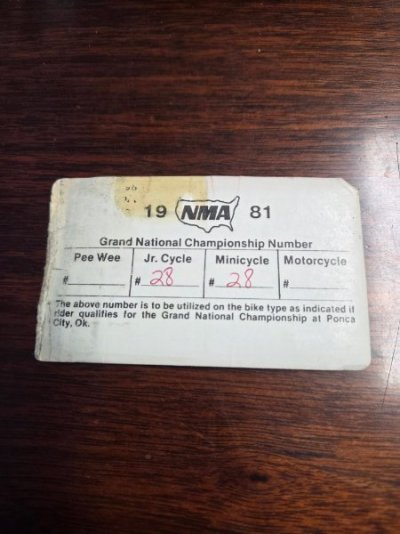 19 NMA 81
Grand National Championship Number
Pee Wee Jr. Cycle Minicycle Motorcycle
# # 28 # 28 #
The above number is to be utilized on the bike type as indicated if
rider qualifies for the Grand National Championship at Ponca
City, Ok.